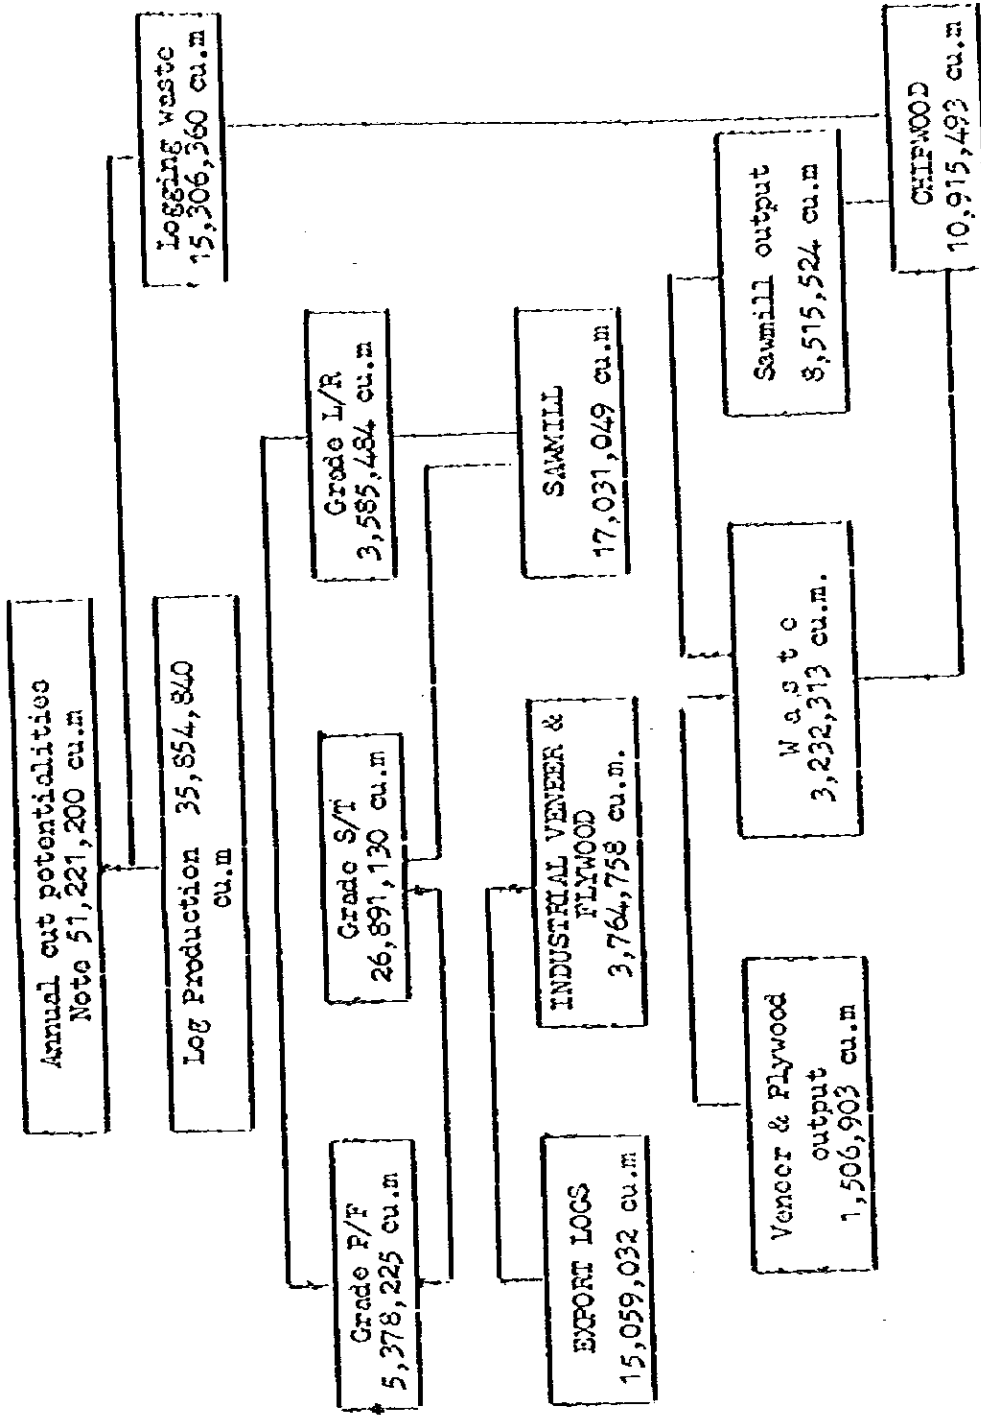 Annual cut potentialities
Note 51,221,200 cu.m
Logging waste
15,306,360 cu.m
Log Production 35,854,840
cu.m
Grade P/F
5,378,225 cu.m
Grade S/T
26,891,130 cu.m
Grade L/R
3,585,484 cu.m
EXPORT LOGS
15,059,032 cu.m
INDUSTRIAL VENEER &
PLYWOOD
3,764,758 cu.m.
SAWMILL
17,031,049 cu.m
Veneer & Plywood
output
1,506,903 cu.m
W a s t e
3,232,313 cu.m.
Sawmill output
8,515,524 cu.m
CHIPWOOD
10,915,493 cu.m